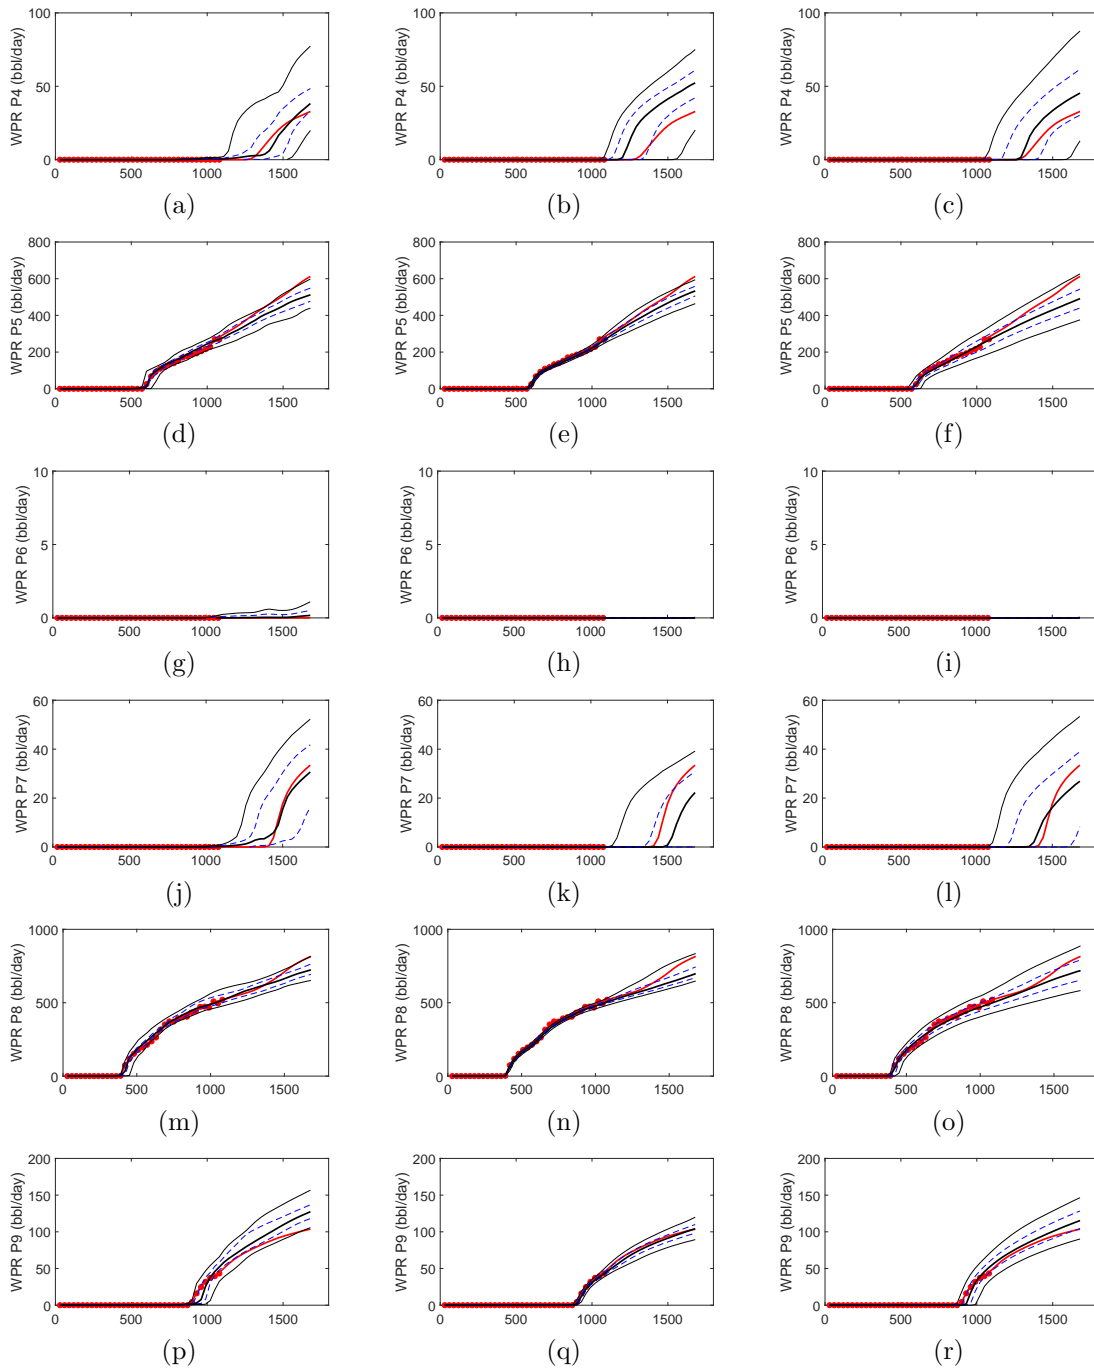 WPR P4 (bbl/day) 100 50 0 0 500 1000 1500
WPR P4 (bbl/day) 100 50 0 0 500 1000 1500
WPR P4 (bbl/day) 100 50 0 0 500 1000 1500
(a) (b) (c)
WPR P5 (bbl/day) 800 600 400 200 0 0 500 1000 1500
WPR P5 (bbl/day) 800 600 400 200 0 0 500 1000 1500
WPR P5 (bbl/day) 800 600 400 200 0 0 500 1000 1500
(d) (e) (f)
WPR P6 (bbl/day) 10 5 0 0 500 1000 1500
WPR P6 (bbl/day) 10 5 0 0 500 1000 1500
WPR P6 (bbl/day) 10 5 0 0 500 1000 1500
(g) (h) (i)
WPR P7 (bbl/day) 60 40 20 0 0 500 1000 1500
WPR P7 (bbl/day) 60 40 20 0 0 500 1000 1500
WPR P7 (bbl/day) 60 40 20 0 0 500 1000 1500
(j) (k) (l)
WPR P8 (bbl/day) 1000 500 0 0 500 1000 1500
WPR P8 (bbl/day) 1000 500 0 0 500 1000 1500
WPR P8 (bbl/day) 1000 500 0 0 500 1000 1500
(m) (n) (o)
WPR P9 (bbl/day) 200 150 100 50 0 0 500 1000 1500
WPR P9 (bbl/day) 200 150 100 50 0 0 500 1000 1500
WPR P9 (bbl/day) 200 150 100 50 0 0 500 1000 1500
(p) (q) (r)